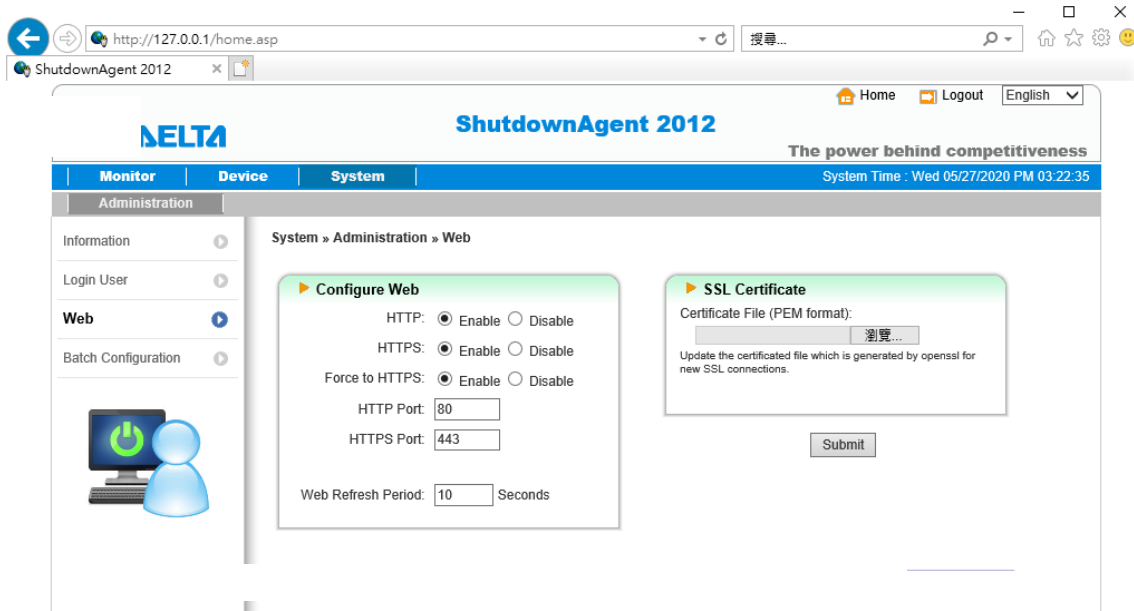 http://127.0.0.1/home.asp
搜尋...
ShutdownAgent 2012
Home Logout English
DELTA
ShutdownAgent 2012
The power behind competitiveness
Monitor Device System
System Time : Wed 05/27/2020 PM 03:22:35
Administration
Information
Login User
Web
Batch Configuration
System » Administration » Web
Configure Web
HTTP: Enable Disable
HTTPS: Enable Disable
Force to HTTPS: Enable Disable
HTTP Port: 80
HTTPS Port: 443
Web Refresh Period: 10 Seconds
SSL Certificate
Certificate File (PEM format):
瀏覽...
Update the certificated file which is generated by openssl for
new SSL connections.
Submit